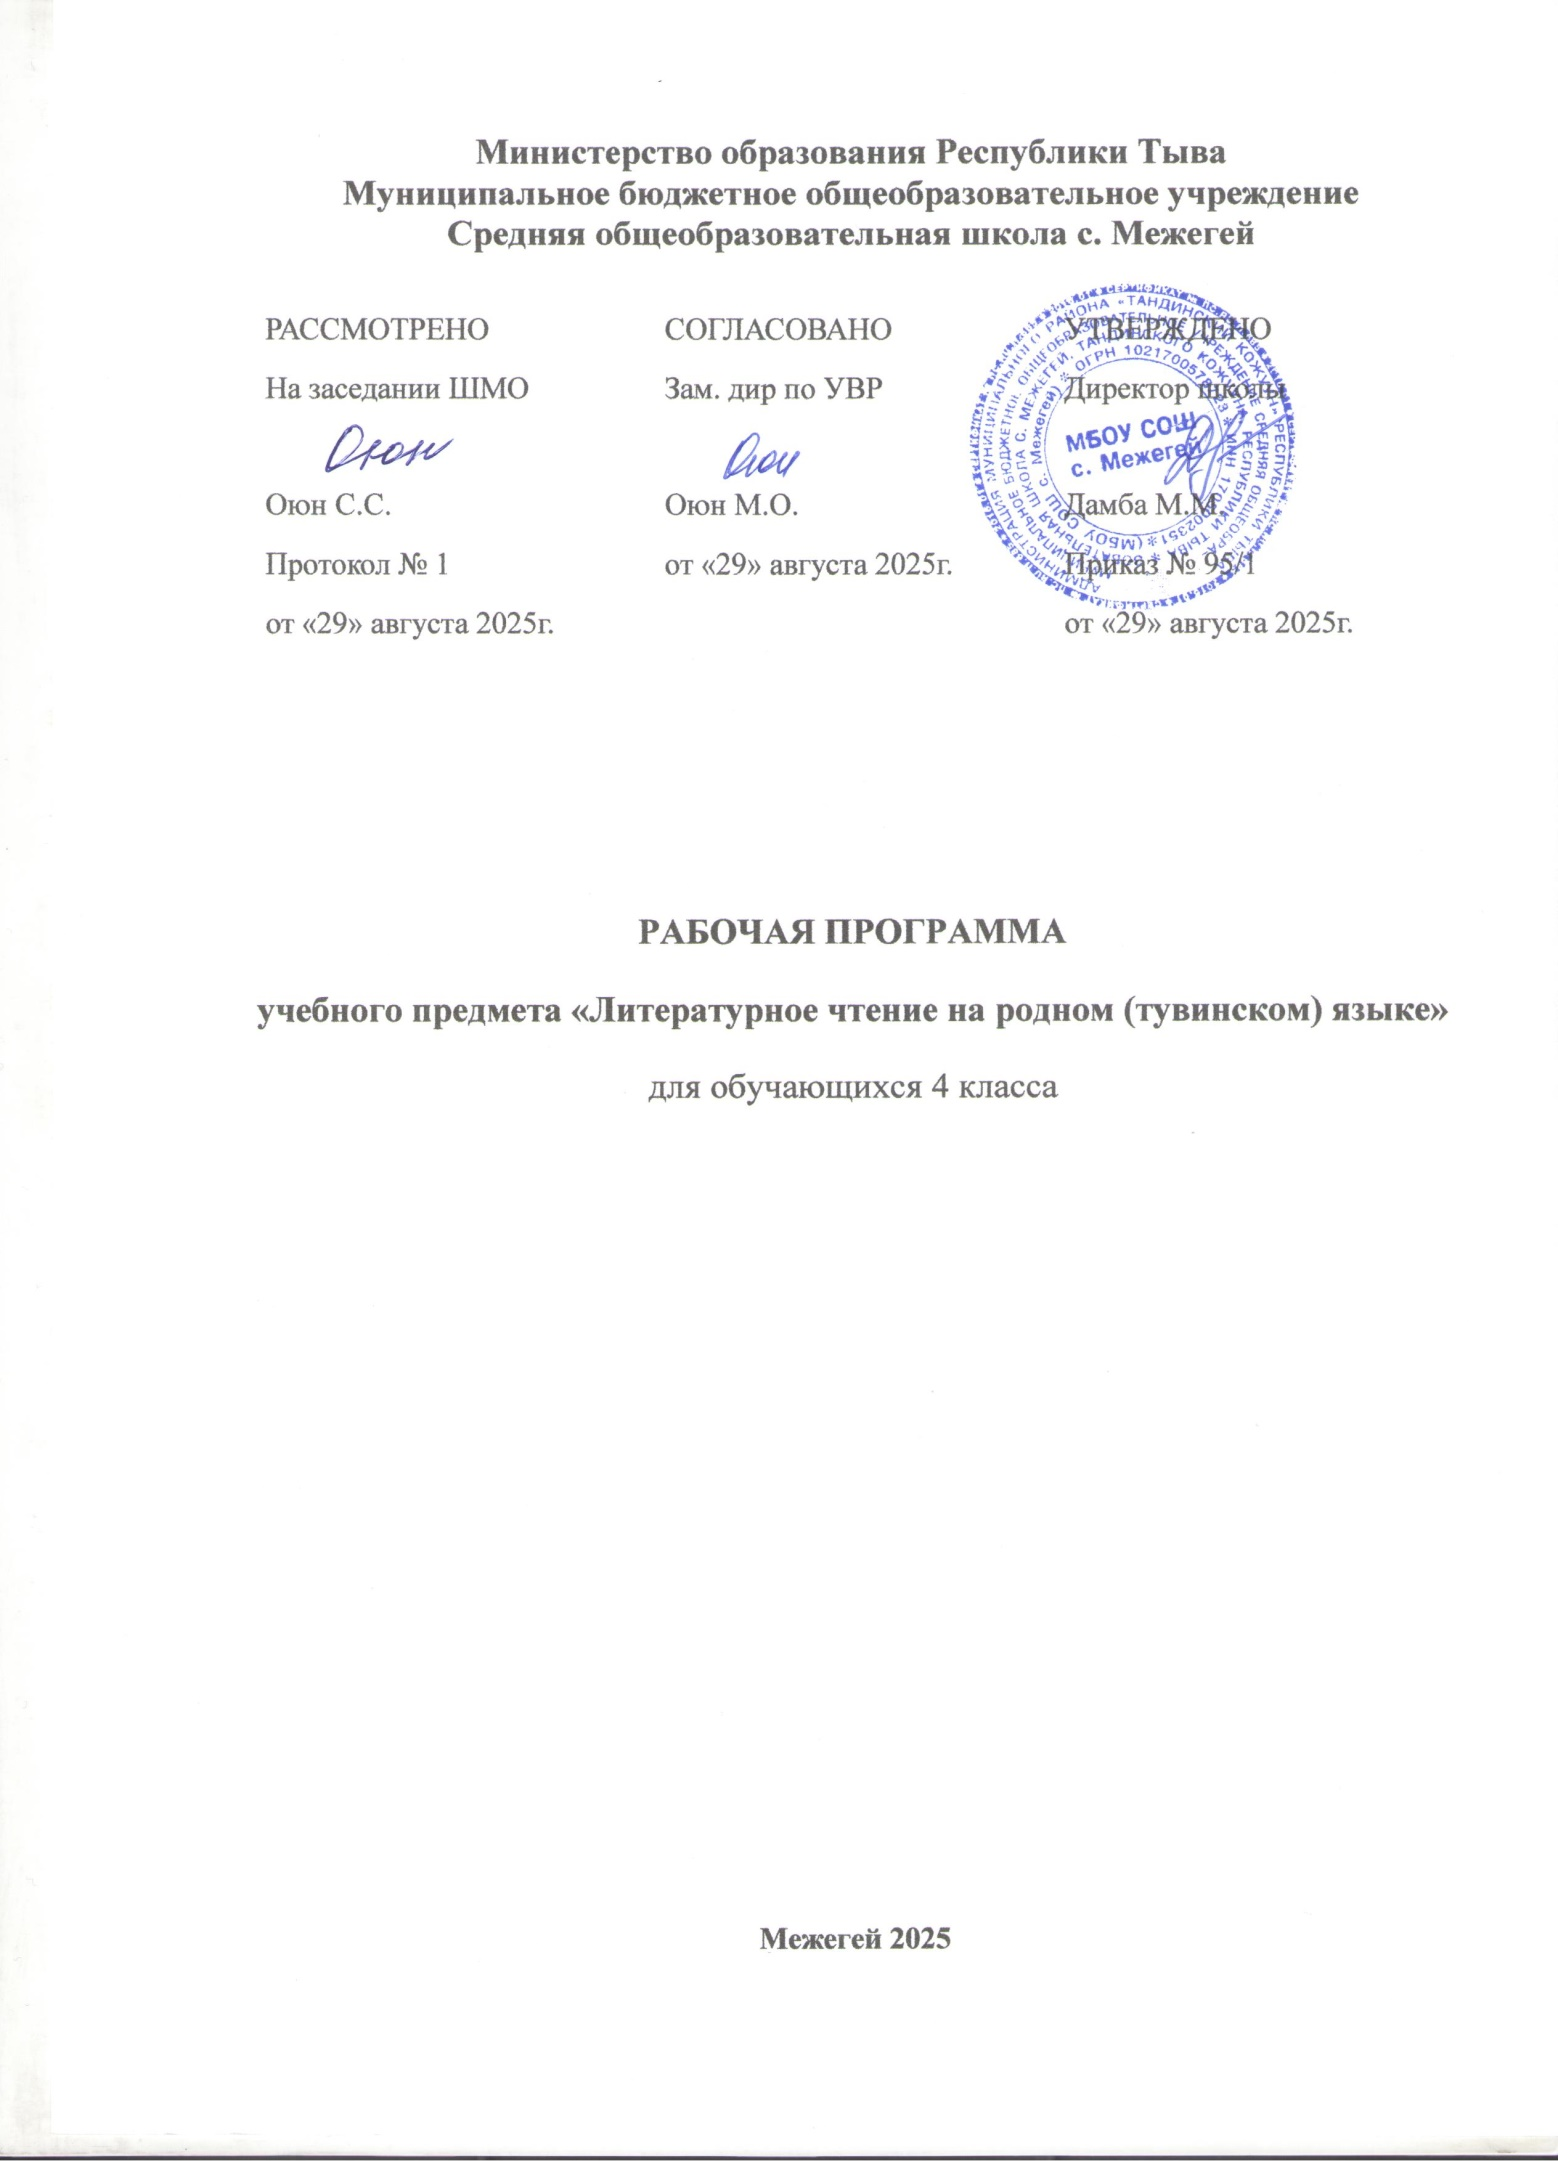 Министерство образования Республики Тыва
Муниципальное бюджетное общеобразовательное учреждение
Средняя общеобразовательная школа с. Межегей
РАССМОТРЕНО
На заседании ШМО
Оюн
Оюн С.С.
Протокол № 1
от «29» августа 2025г.
СОГЛАСОВАНО
Зам. дир по УВР
Оюн
Оюн М.О.
от «29» августа 2025г.
УТВЕРЖДЕНО
Директор школы
МБОУ СОШ
с. Межегей
Дамба М.М.
Приказ № 95/1
от «29» августа 2025г.
РАБОЧАЯ ПРОГРАММА
учебного предмета «Литературное чтение на родном (тувинском) языке»
для обучающихся 4 класса
Межегей 2025